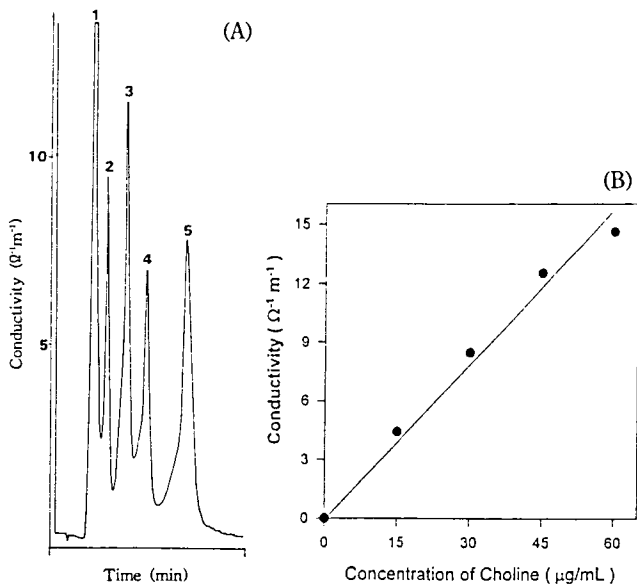 (A)
1
2
3
4
5
10
5
Conductivity (Ω⁻¹m⁻¹)
Time (min)
(B)
15
12
9
6
3
0
Conductivity ( Ω⁻¹ m⁻¹ )
0 15 30 45 60
Concentration of Choline ( µg/mL )